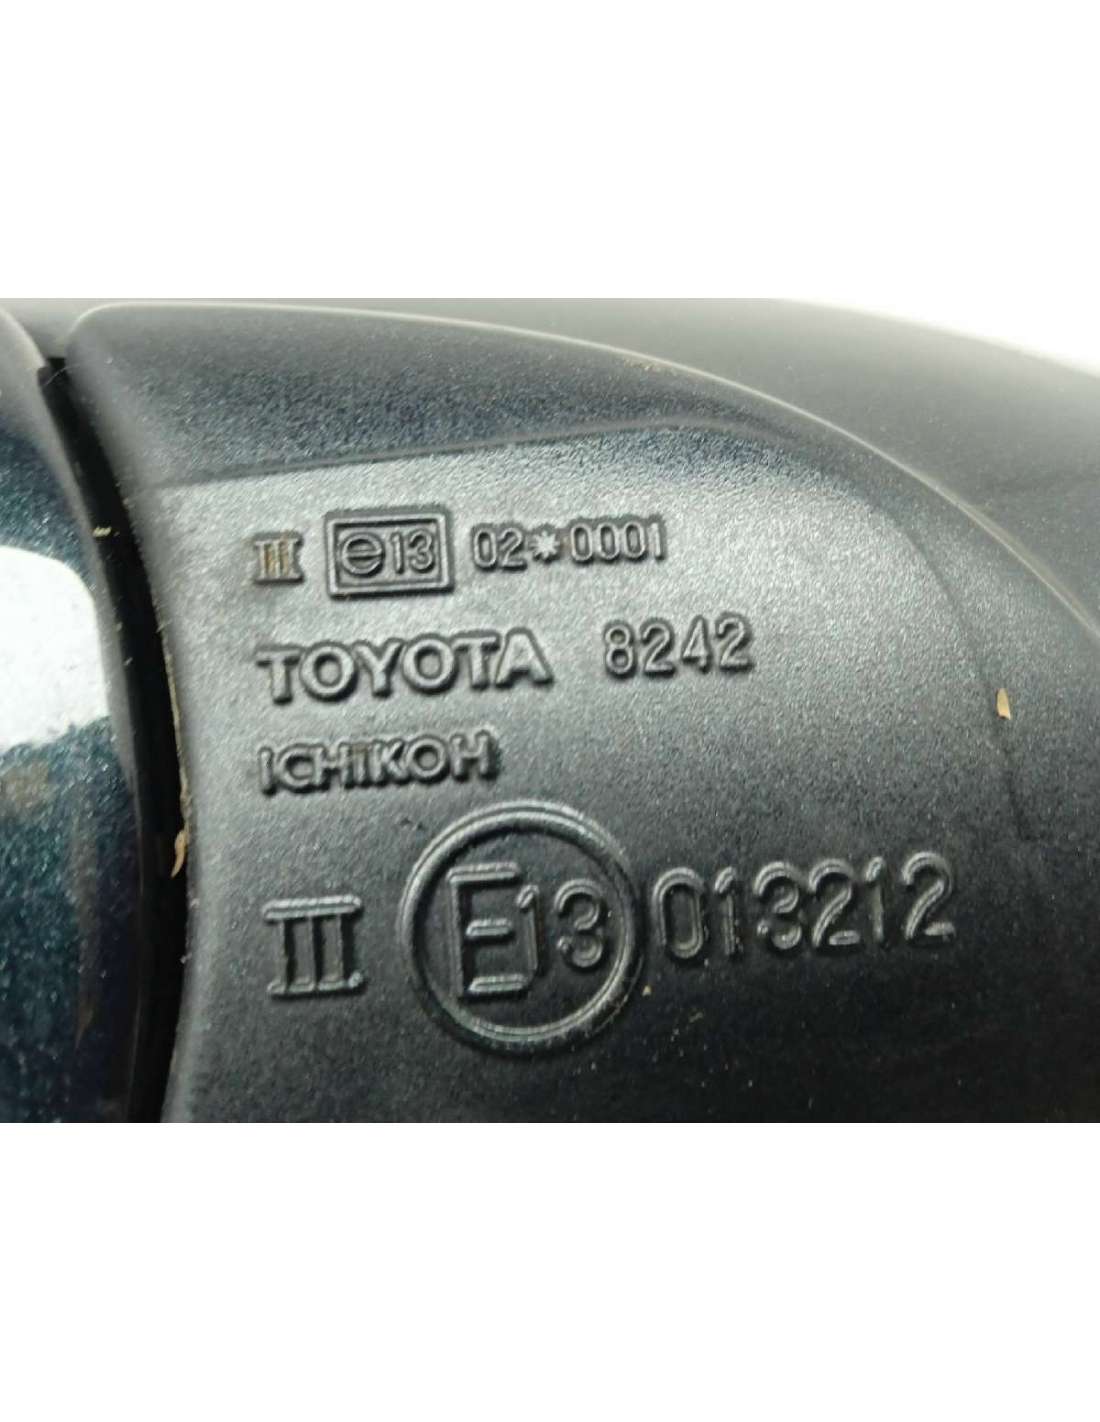 III e13 02*0001
TOYOTA 8242
ICHIKOH
III E13 013212